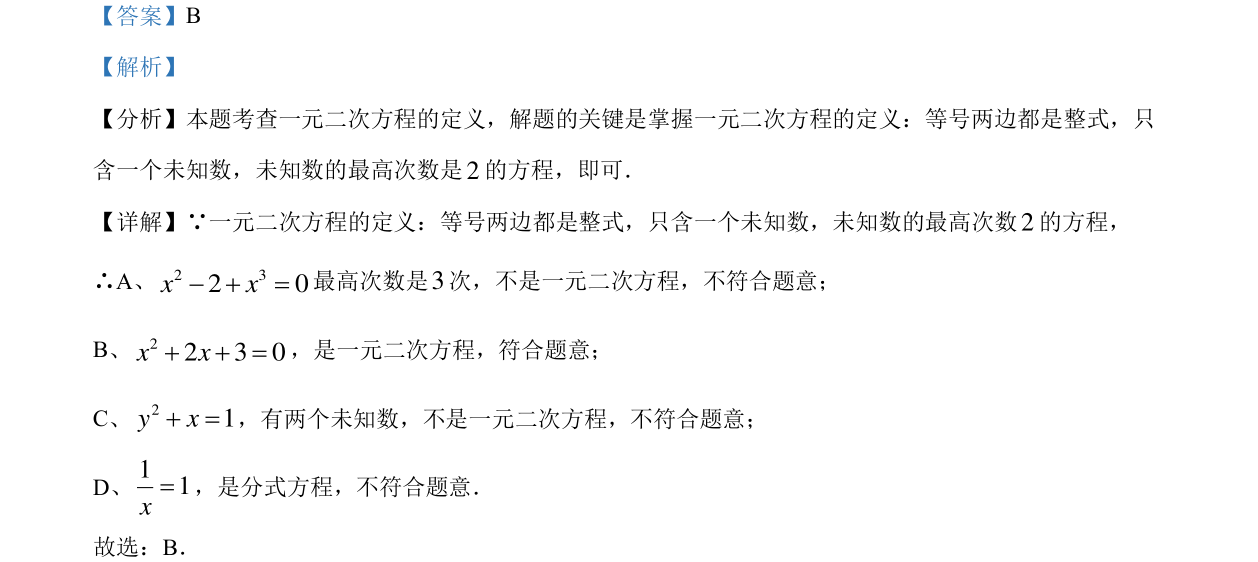 【答案】B
【解析】
【分析】本题考查一元二次方程的定义，解题的关键是掌握一元二次方程的定义：等号两边都是整式，只
含一个未知数，未知数的最高次数是 2 的方程，即可．
【详解】∵一元二次方程的定义：等号两边都是整式，只含一个未知数，未知数的最高次数 2 的方程，
∴A、 x² − 2 + x³ = 0 最高次数是 3 次，不是一元二次方程，不符合题意；
B、 x² + 2x + 3 = 0 ，是一元二次方程，符合题意；
C、 y² + x = 1，有两个未知数，不是一元二次方程，不符合题意；
D、 1/x = 1，是分式方程，不符合题意．
故选：B．